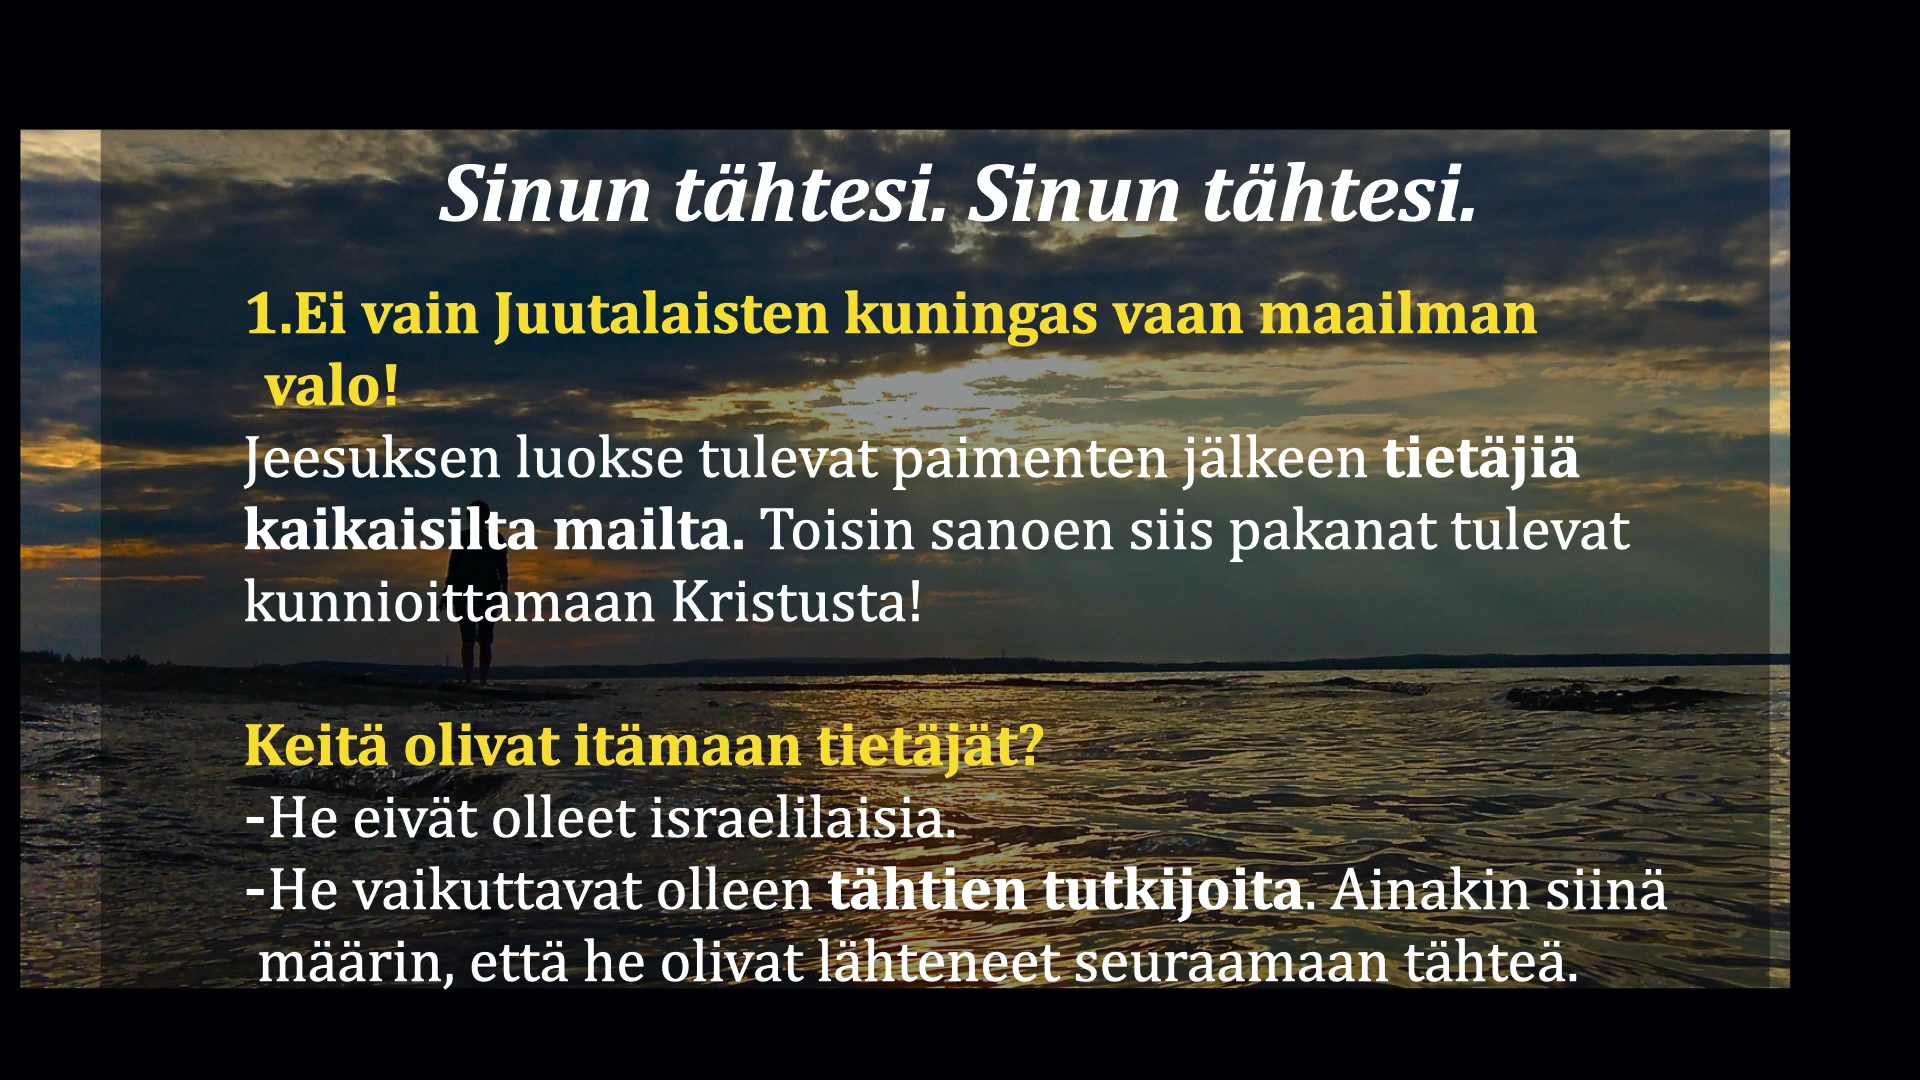 Sinun tähtesi. Sinun tähtesi.
1.Ei vain Juutalaisten kuningas vaan maailman
valo!
Jeesuksen luokse tulevat paimenten jälkeen tietäjiä
kaikaisilta mailta. Toisin sanoen siis pakanat tulevat
kunnioittamaan Kristusta!
Keitä olivat itämaan tietäjät?
-He eivät olleet israelilaisia.
-He vaikuttavat olleen tähtien tutkijoita. Ainakin siinä
määrin, että he olivat lähteneet seuraamaan tähteä.